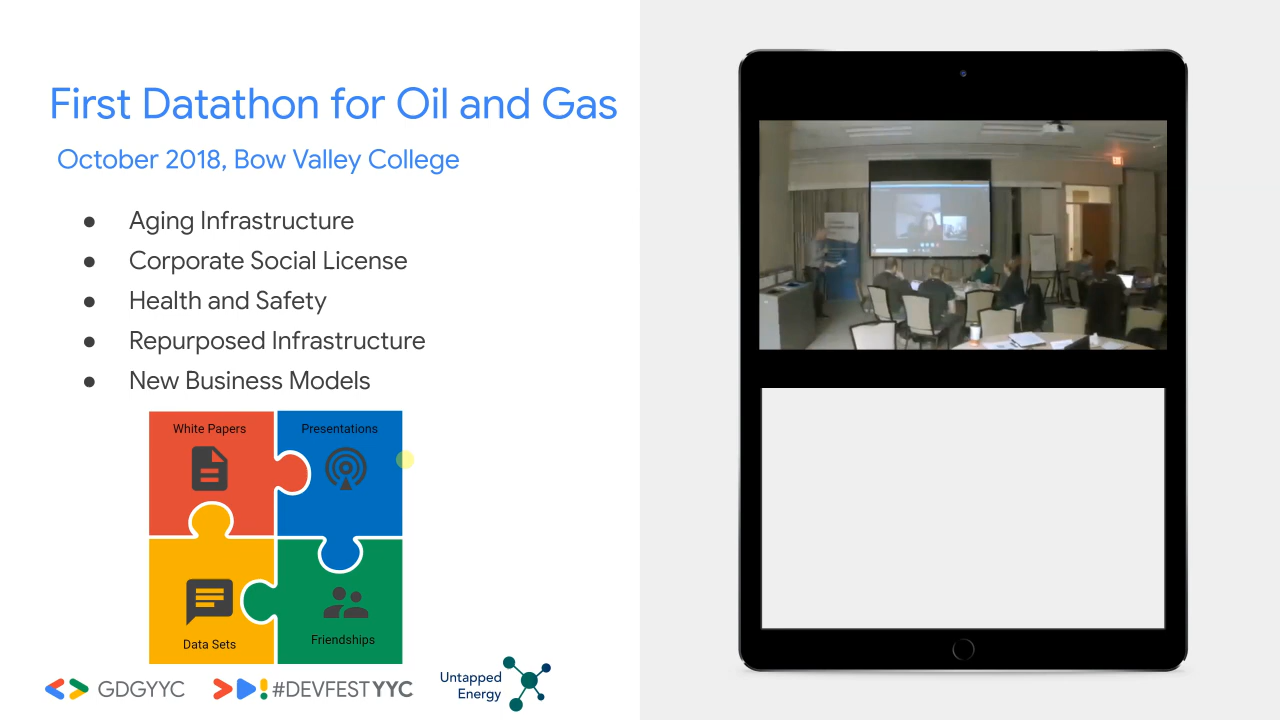 First Datathon for Oil and Gas
October 2018, Bow Valley College
● Aging Infrastructure
● Corporate Social License
● Health and Safety
● Repurposed Infrastructure
● New Business Models
White Papers
Presentations
Data Sets
Friendships
GDGYYC
#DEVFESTYYC
Untapped
Energy